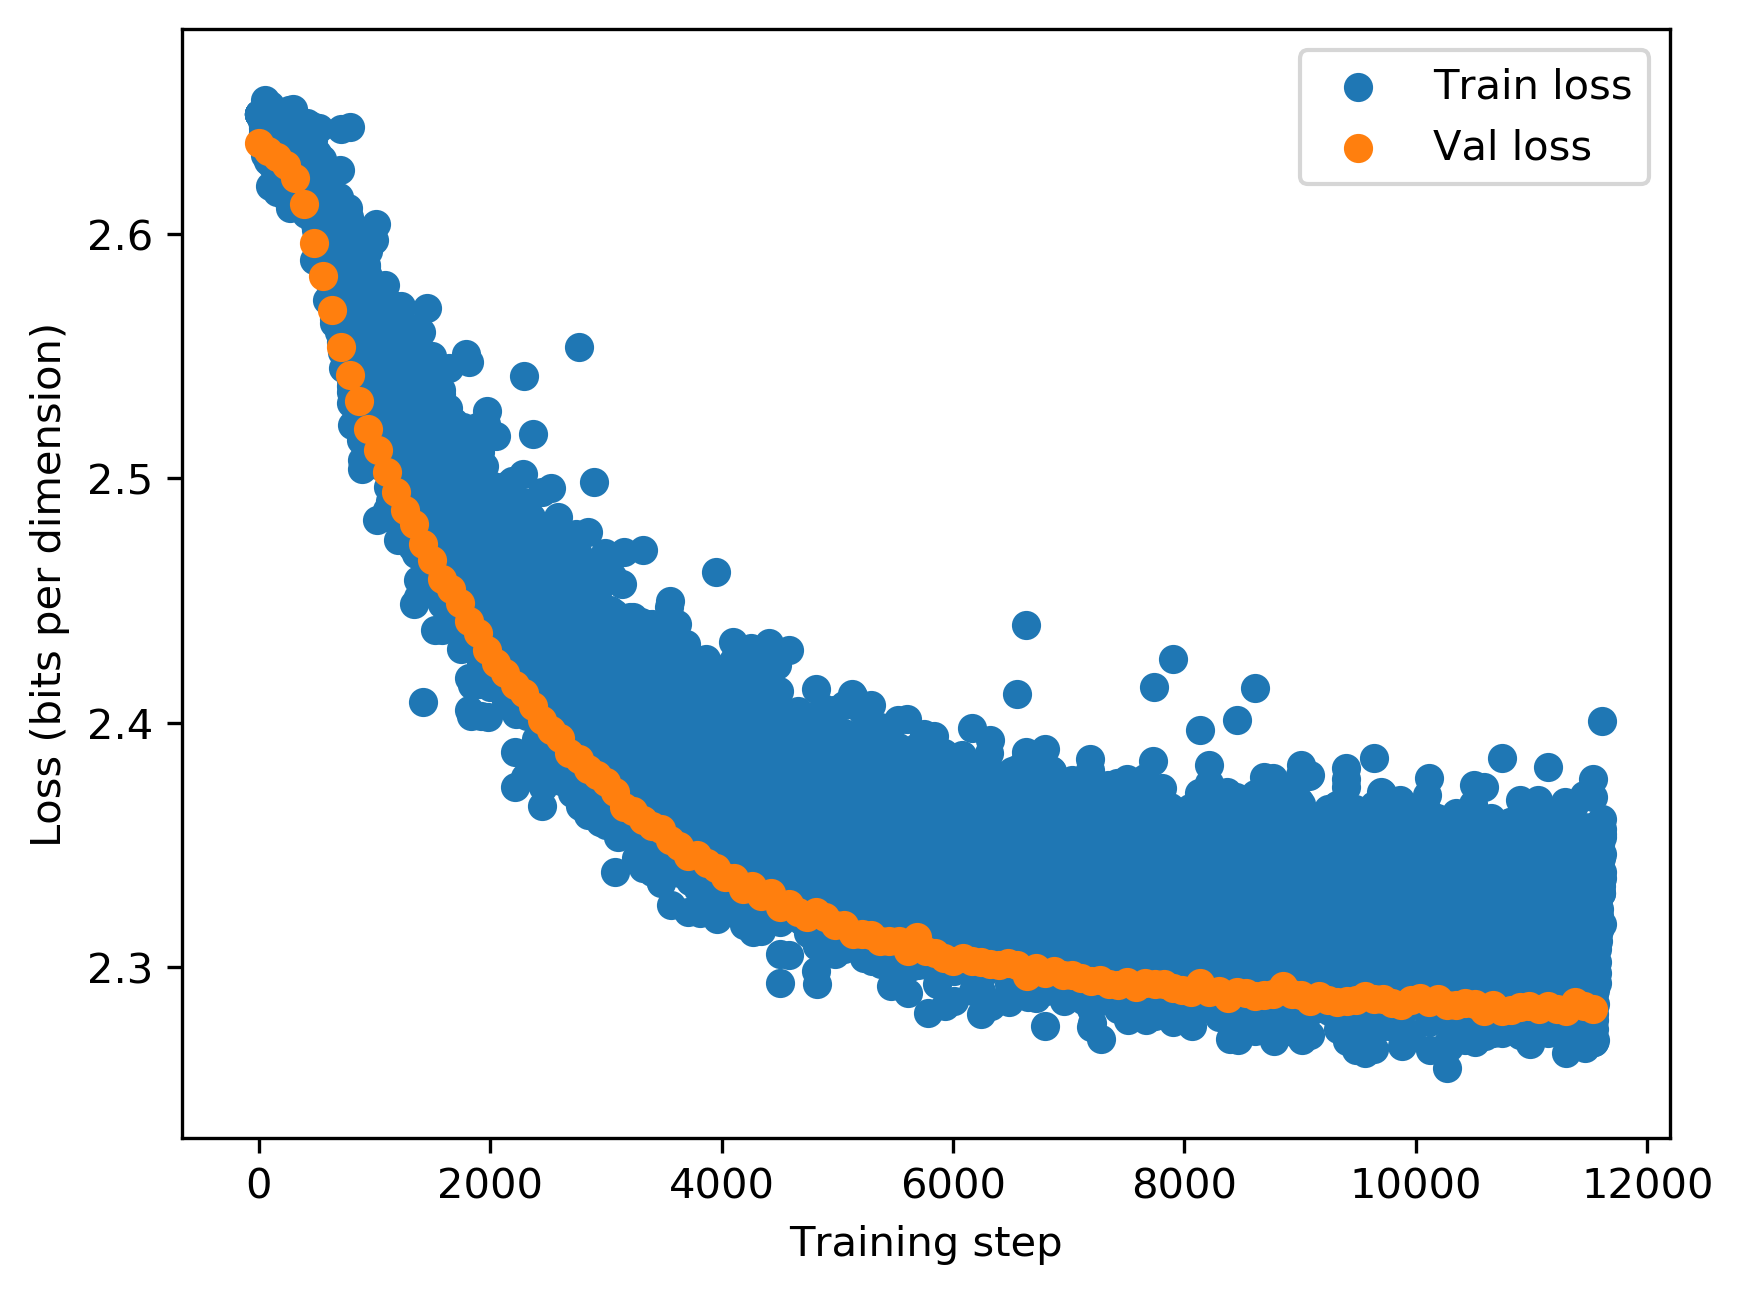 Train loss
Val loss
2.6
2.5
2.4
2.3
Loss (bits per dimension)
0 2000 4000 6000 8000 10000 12000
Training step